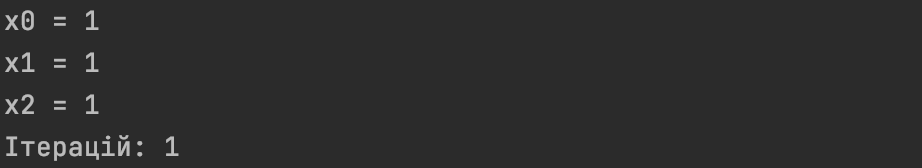 x0 = 1
x1 = 1
x2 = 1
Ітерацій: 1